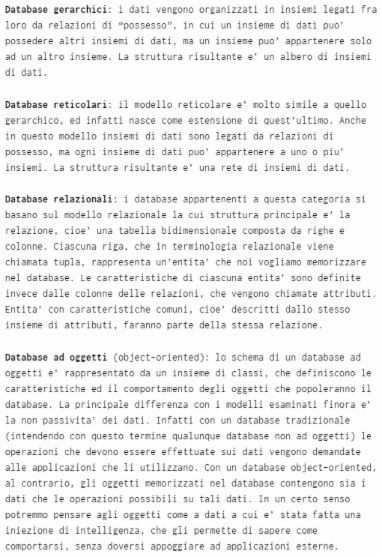 Database gerarchici: i dati vengono organizzati in insiemi legati fra
loro da relazioni di “possesso”, in cui un insieme di dati puo’
possedere altri insiemi di dati, ma un insieme puo’ appartenere solo
ad un altro insieme. La struttura risultante e’ un albero di insiemi
di dati.
Database reticolari: il modello reticolare e’ molto simile a quello
gerarchico, ed infatti nasce come estensione di quest’ultimo. Anche
in questo modello insiemi di dati sono legati da relazioni di
possesso, ma ogni insieme di dati puo’ appartenere a uno o piu’
insiemi. La struttura risultante e’ una rete di insiemi di dati.
Database relazionali: i database appartenenti a questa categoria si
basano sul modello relazionale la cui struttura principale e’ la
relazione, cioe’ una tabella bidimensionale composta da righe e
colonne. Ciascuna riga, che in terminologia relazionale viene
chiamata tupla, rappresenta un’entita’ che noi vogliamo memorizzare
nel database. Le caratteristiche di ciascuna entita’ sono definite
invece dalle colonne delle relazioni, che vengono chiamate attributi.
Entita’ con caratteristiche comuni, cioe’ descritti dallo stesso
insieme di attributi, faranno parte della stessa relazione.
Database ad oggetti (object-oriented): lo schema di un database ad
oggetti e’ rappresentato da un insieme di classi, che definiscono le
caratteristiche ed il comportamento degli oggetti che popoleranno il
database. La principale differenza con i modelli esaminati finora e’
la non passivita’ dei dati. Infatti con un database tradizionale
(intendendo con questo termine qualunque database non ad oggetti) le
operazioni che devono essere effettuate sui dati vengono demandate
alle applicazioni che li utilizzano. Con un database object-oriented,
al contrario, gli oggetti memorizzati nel database contengono sia i
dati che le operazioni possibili su tali dati. In un certo senso
potremmo pensare agli oggetti come a dati a cui e’ stata fatta una
iniezione di intelligenza, che gli permette di sapere come
comportarsi, senza doversi appoggiare ad applicazioni esterne.